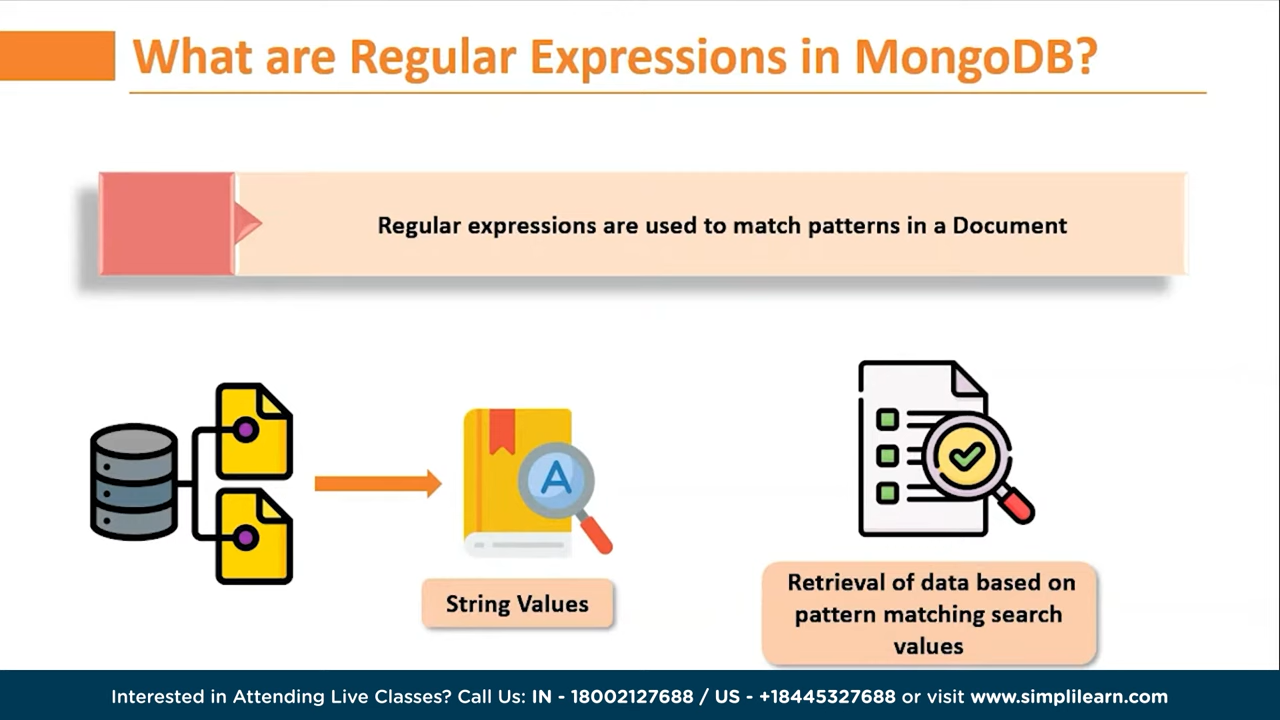 What are Regular Expressions in MongoDB?
Regular expressions are used to match patterns in a Document
A
String Values
Retrieval of data based on
pattern matching search
values
Interested in Attending Live Classes? Call Us: IN - 18002127688 / US - +18445327688 or visit www.simplilearn.com